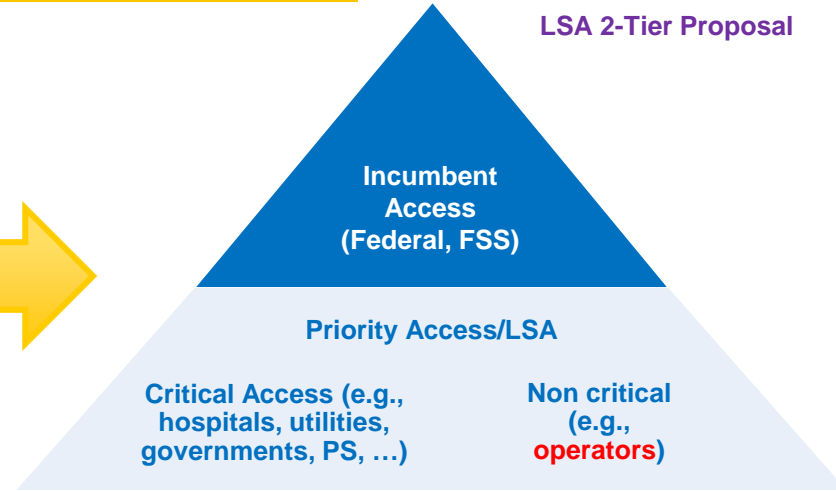 LSA 2-Tier Proposal
Incumbent
Access
(Federal, FSS)
Priority Access/LSA
Critical Access (e.g.,
hospitals, utilities,
governments, PS, …)
Non critical
(e.g.,
operators)